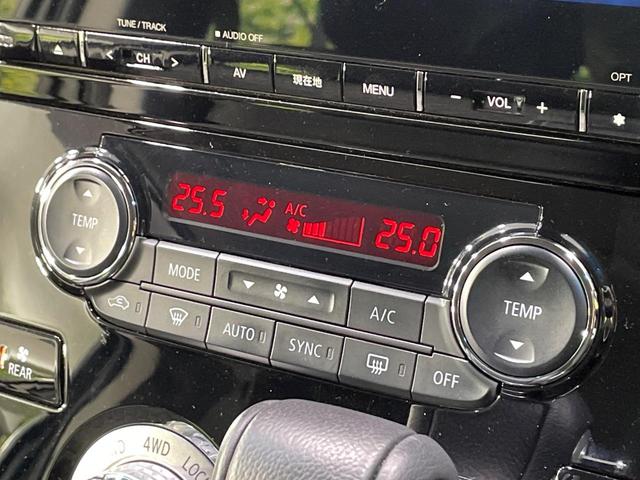 TUNE / TRACK
AUDIO OFF
CH
AV
現在地
MENU
VOL
OPT
25.5
A/C
25.0
TEMP
MODE
A/C
TEMP
AUTO
SYNC
OFF
REAR
4WD